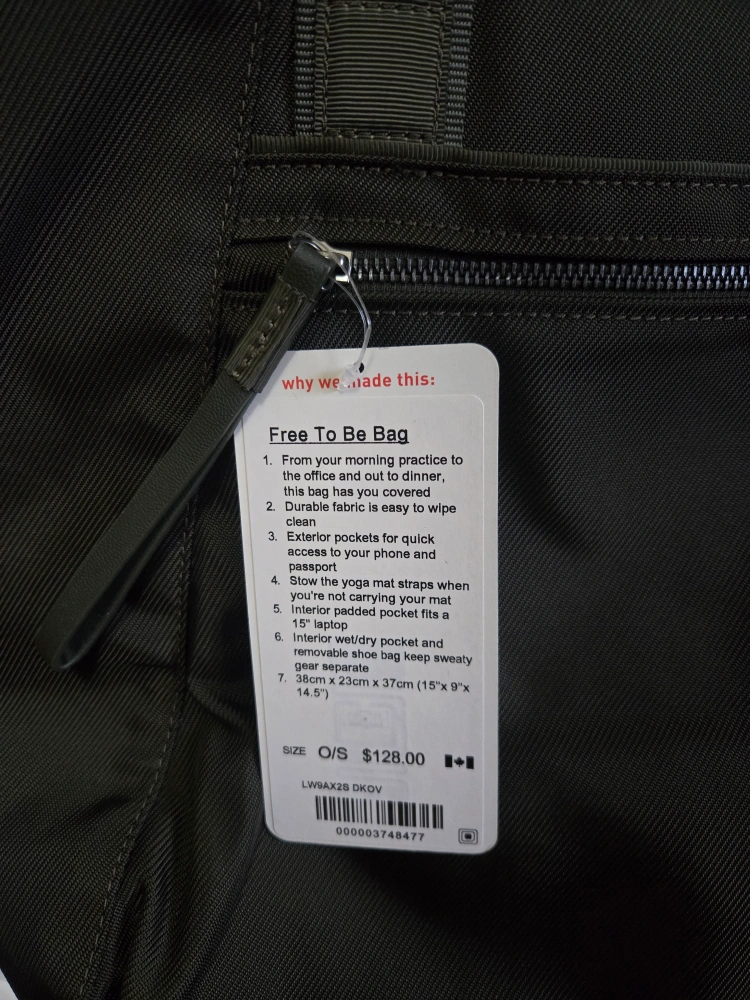 why we made this:
Free To Be Bag
1. From your morning practice to
the office and out to dinner,
this bag has you covered
2. Durable fabric is easy to wipe
clean
3. Exterior pockets for quick
access to your phone and
passport
4. Stow the yoga mat straps when
you're not carrying your mat
5. Interior padded pocket fits a
15" laptop
6. Interior wet/dry pocket and
removable shoe bag keep sweaty
gear separate
7. 38cm x 23cm x 37cm (15"x 9"x
14.5")
SIZE O/S $128.00
LW9AX2S DKOV
000003748477